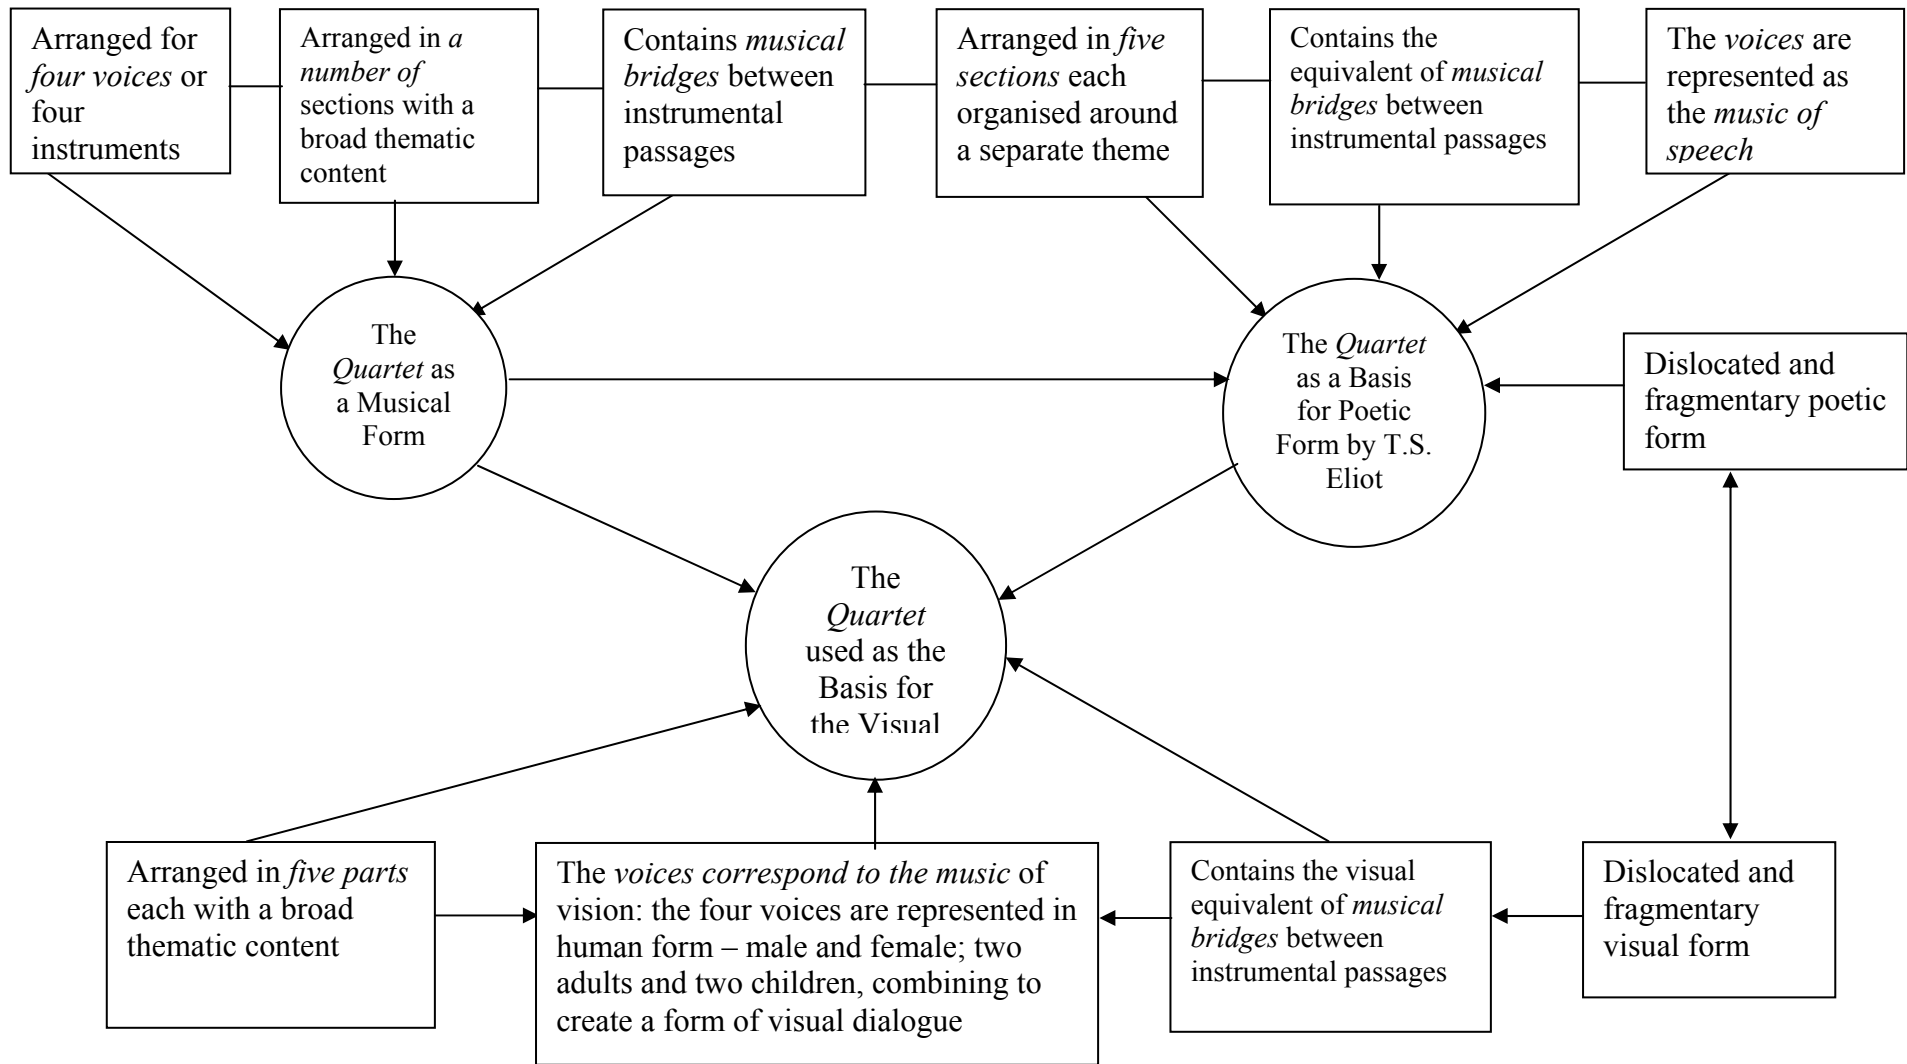 Arranged for
four voices or
four
instruments
Arranged in a
number of
sections with a
broad thematic
content
Contains musical
bridges between
instrumental
passages
Arranged in five
sections each
organised around
a separate theme
Contains the
equivalent of musical
bridges between
instrumental passages
The voices are
represented as
the music of
speech
The
Quartet as
a Musical
Form
The Quartet
as a Basis
for Poetic
Form by T.S.
Eliot
Dislocated and
fragmentary poetic
form
The
Quartet
used as the
Basis for
the Visual
Arranged in five parts
each with a broad
thematic content
The voices correspond to the music of
vision: the four voices are represented in
human form – male and female; two
adults and two children, combining to
create a form of visual dialogue
Contains the visual
equivalent of musical
bridges between
instrumental passages
Dislocated and
fragmentary
visual form